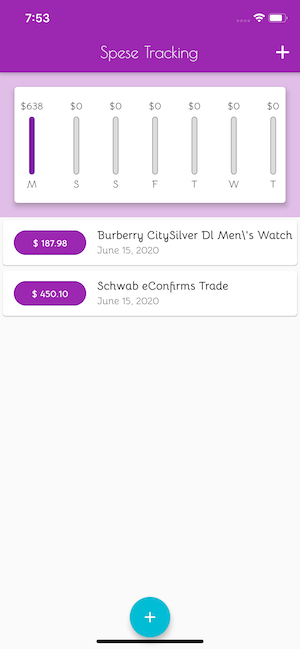 7:53
Spese Tracking +
$638 $0 $0 $0 $0 $0 $0
M S S F T W T
$ 187.98 Burberry CitySilver Dl Men\'s Watch
June 15, 2020
$ 450.10 Schwab eConfirms Trade
June 15, 2020
+